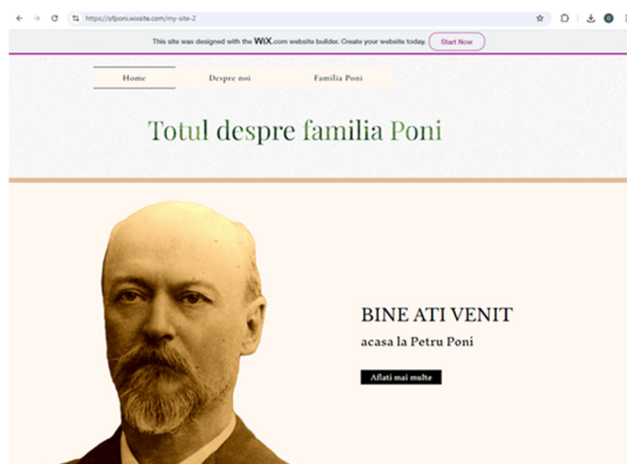 https://ofponi.wixsite.com/my-site-2
This site was designed with the WiX.com website builder. Create your website today. Start Now
Home Despre noi Familia Poni
Totul despre familia Poni
BINE ATI VENIT
acasa la Petru Poni
Aflati mai multe